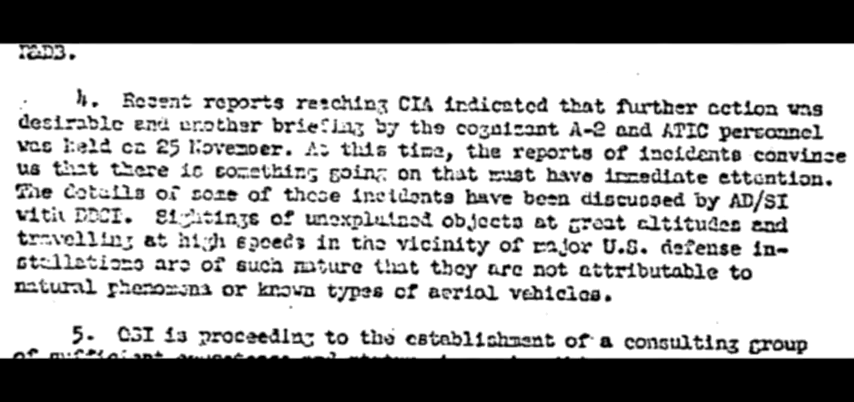 R&D3.
4. Recent reports reaching CIA indicated that further action was
desirable and another briefing by the cognizant A-2 and ATIC personnel
was held on 25 November. At this time, the reports of incidents convince
us that there is something going on that must have immediate attention.
The details of some of these incidents have been discussed by AD/SI
with DDCI. Sightings of unexplained objects at great altitudes and
travelling at high speeds in the vicinity of major U.S. defense in-
stallations are of such nature that they are not attributable to
natural phenomena or known types of aerial vehicles.
5. OSI is proceeding to the establishment of a consulting group
of sufficient competence and